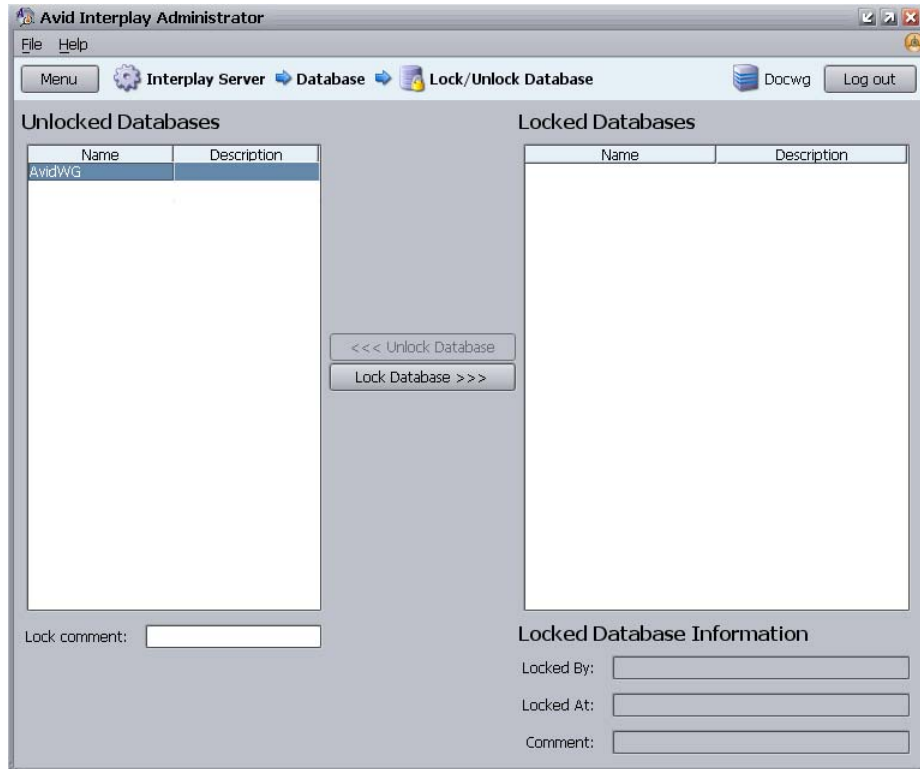 Avid Interplay Administrator
File Help
Menu Interplay Server Database Lock/Unlock Database Docwg Log out
Unlocked Databases
Name Description
AvidWG
<<< Unlock Database
Lock Database >>>
Lock comment:
Locked Databases
Name Description
Locked Database Information
Locked By:
Locked At:
Comment: